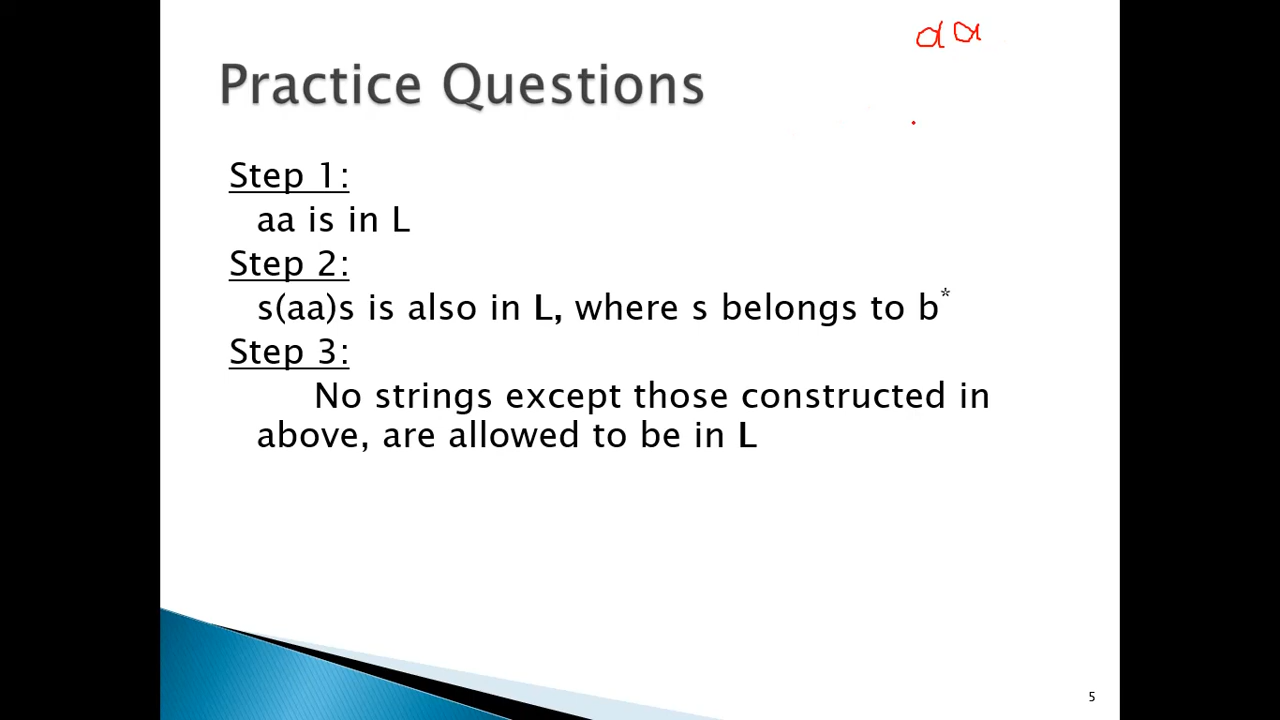 aa
Practice Questions
Step 1:
aa is in L
Step 2:
s(aa)s is also in L, where s belongs to b*
Step 3:
No strings except those constructed in
above, are allowed to be in L
5